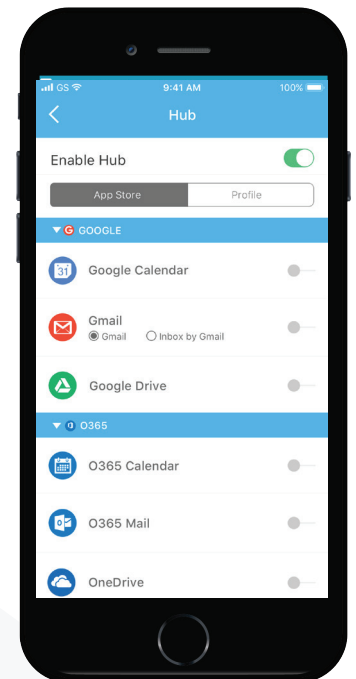 GS 9:41 AM 100%
Hub
Enable Hub
App Store Profile
G GOOGLE
31 Google Calendar
Gmail
Gmail Inbox by Gmail
Google Drive
O365
O365 Calendar
O365 Mail
OneDrive